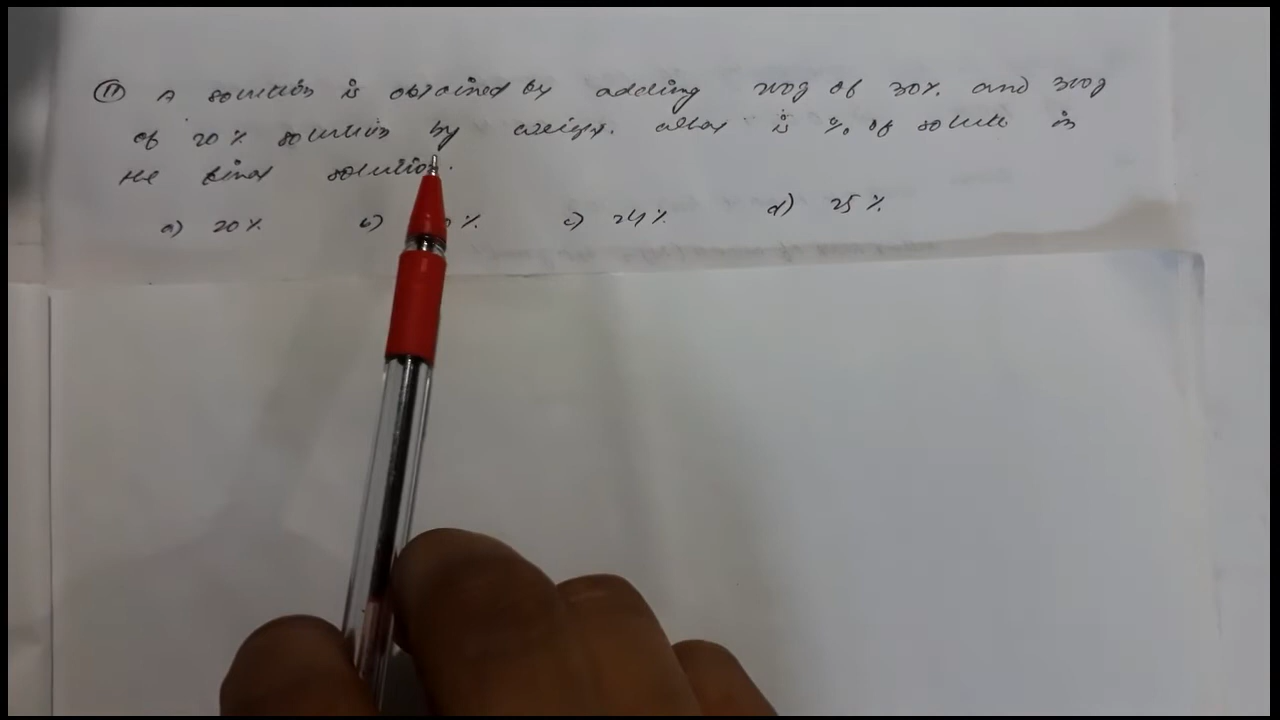 11 A solution is obtained by adding 200g of 30% and 300g
of 20% solution by weight. What is % of solute in
the final solution.
a) 20% b) % c) 24% d) 25%